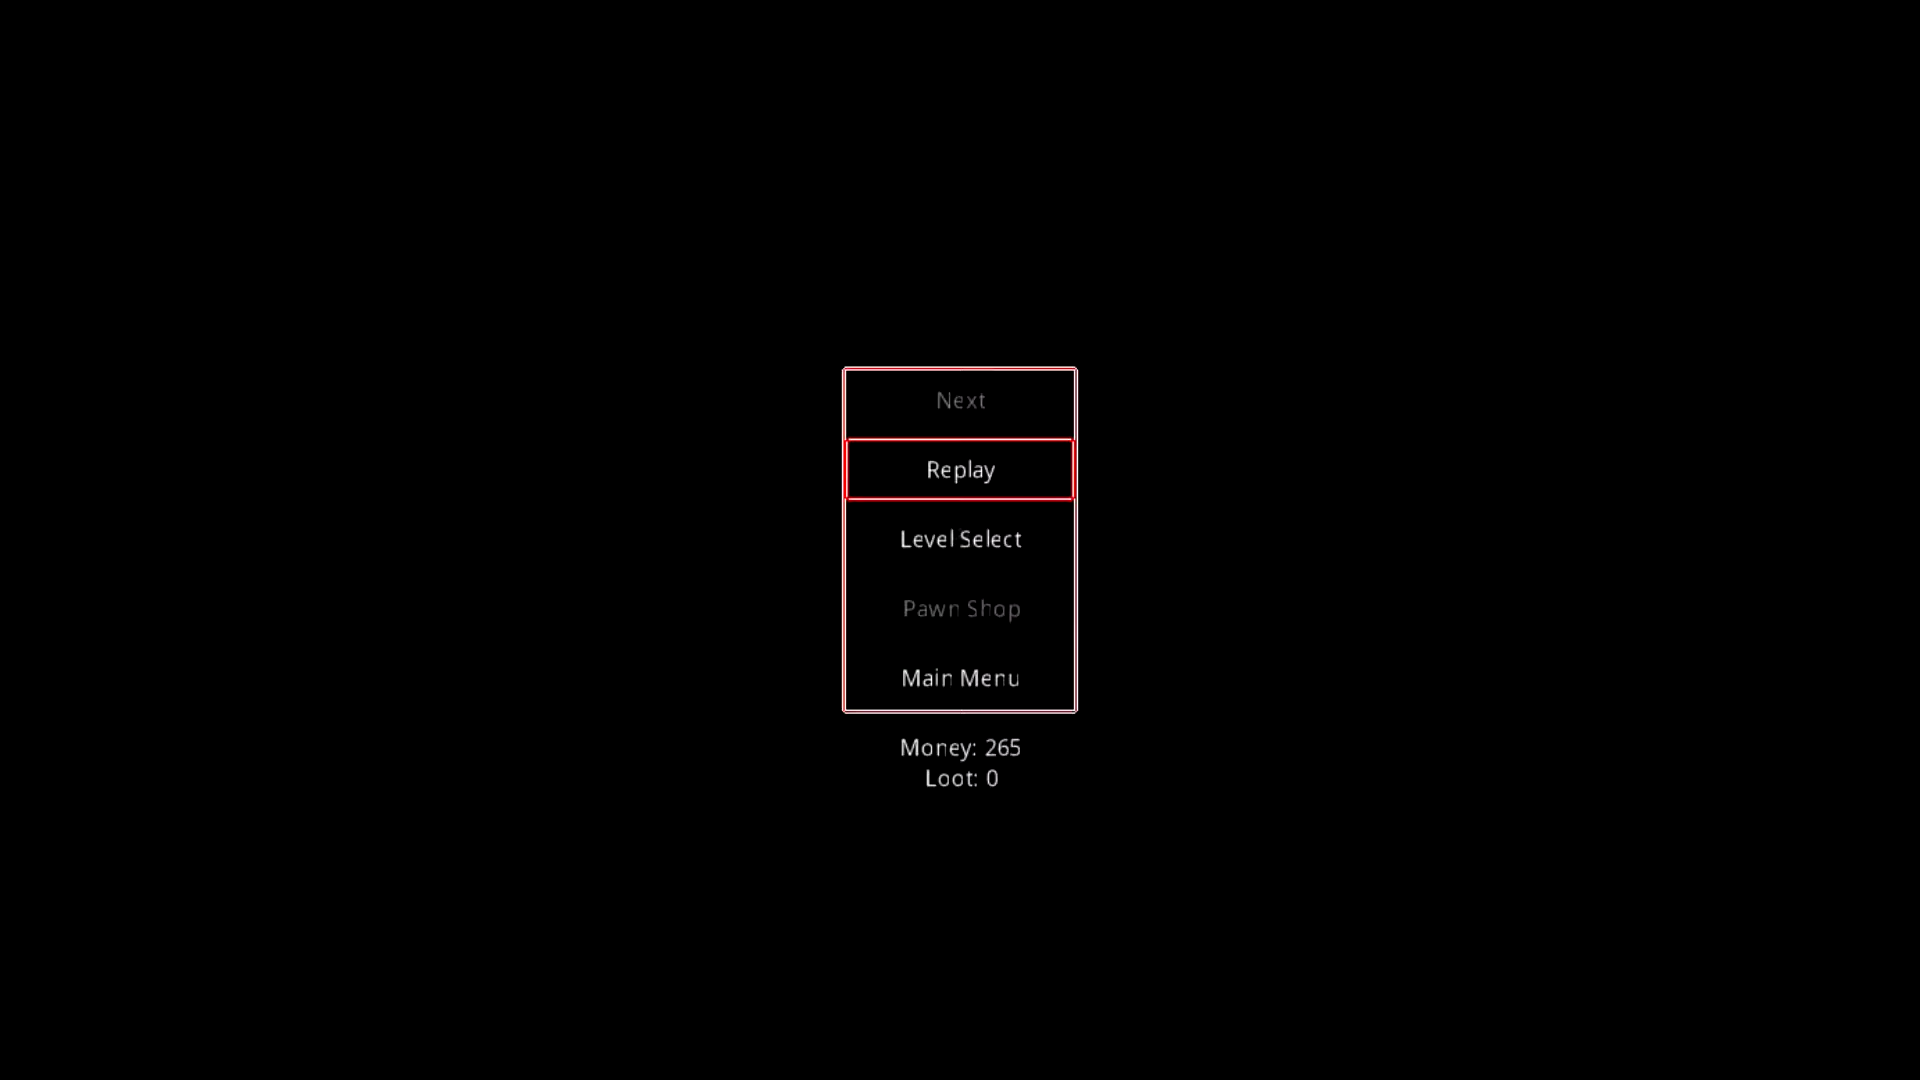 Next
Replay
Level Select
Pawn Shop
Main Menu
Money: 265
Loot: 0